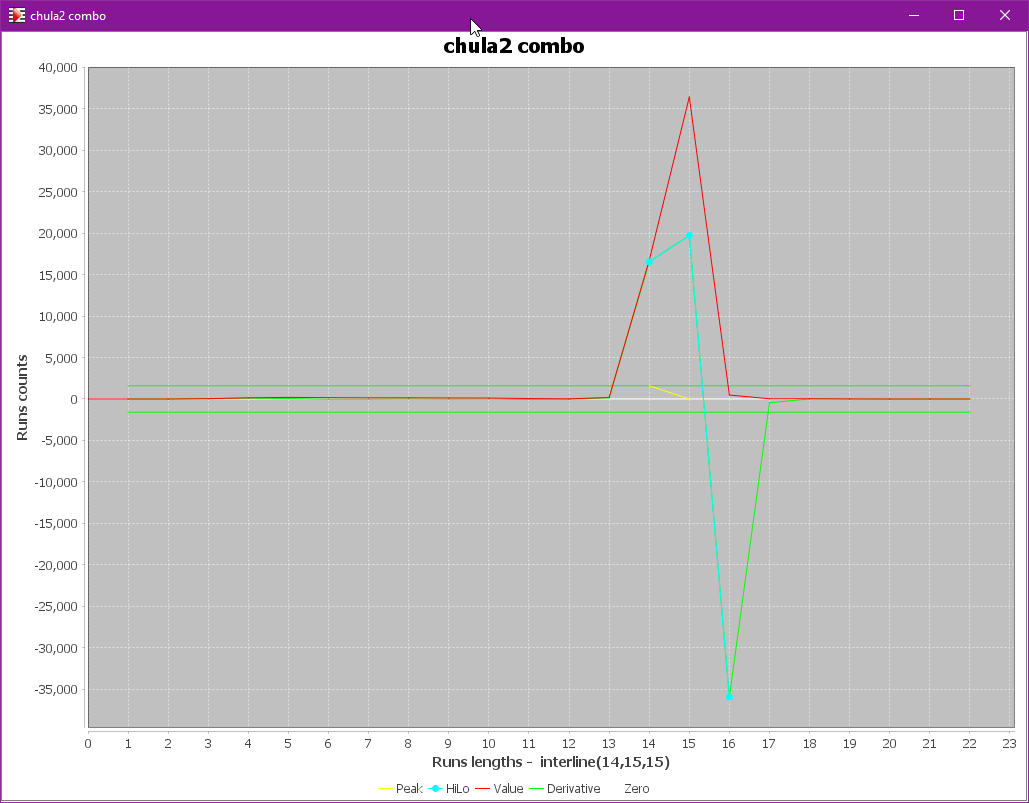 chula2 combo
chula2 combo
40,000
35,000
30,000
25,000
20,000
15,000
10,000
5,000
0
-5,000
-10,000
-15,000
-20,000
-25,000
-30,000
-35,000
Runs counts
0 1 2 3 4 5 6 7 8 9 10 11 12 13 14 15 16 17 18 19 20 21 22 23
Runs lengths - interline(14,15,15)
Peak HiLo Value Derivative Zero